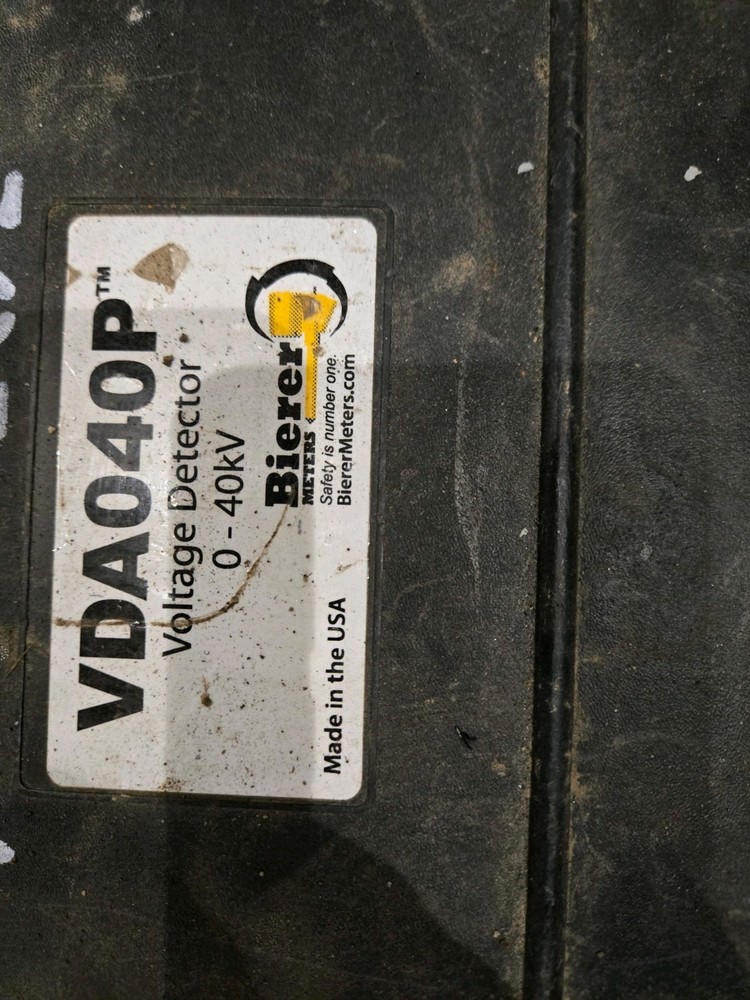 VDA040P™
Voltage Detector
0 - 40kV
Bierer
METERS
Safety is number one.
BiererMeters.com
Made in the USA